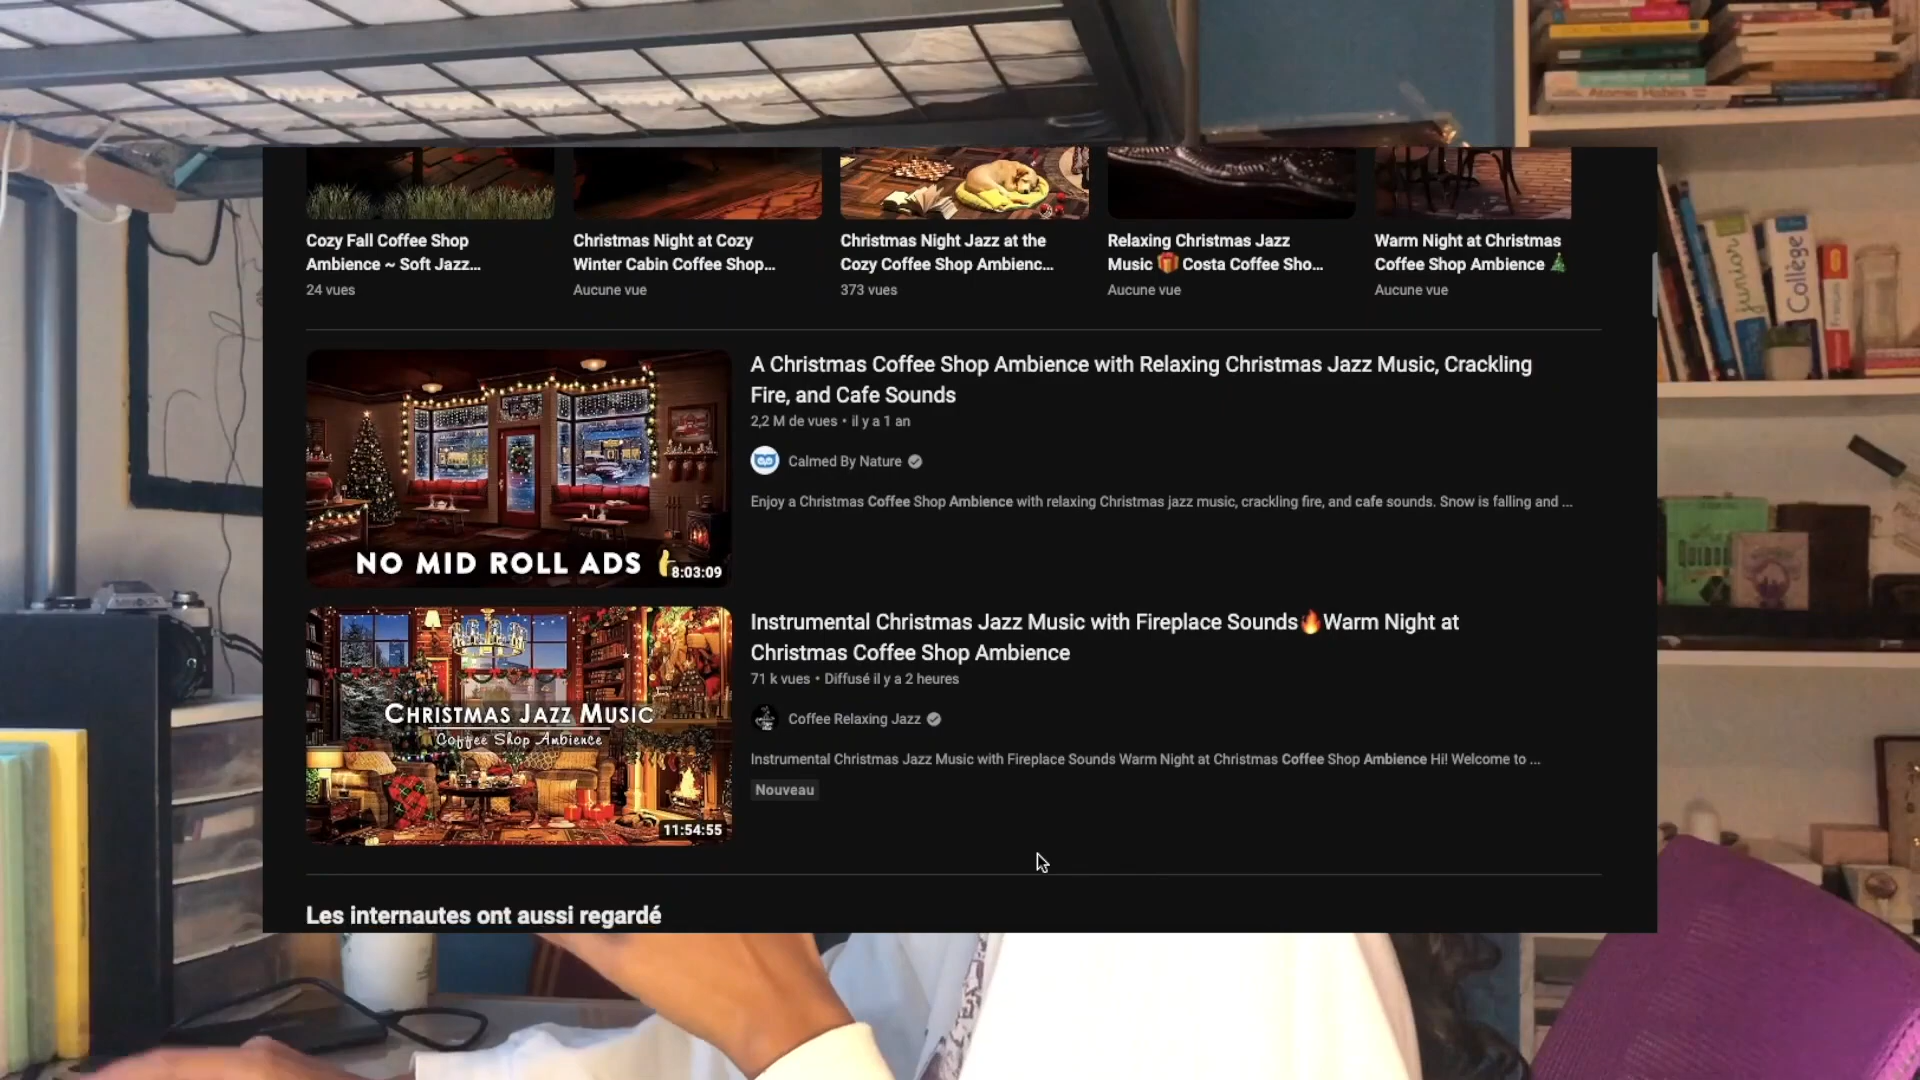 Atomic Habits
junior
Collège
Français
Cozy Fall Coffee Shop
Ambience ~ Soft Jazz...
24 vues
Christmas Night at Cozy
Winter Cabin Coffee Shop...
Aucune vue
Christmas Night Jazz at the
Cozy Coffee Shop Ambienc...
373 vues
Relaxing Christmas Jazz
Music 🎁 Costa Coffee Sho...
Aucune vue
Warm Night at Christmas
Coffee Shop Ambience 🎄
Aucune vue
NO MID ROLL ADS
8:03:09
A Christmas Coffee Shop Ambience with Relaxing Christmas Jazz Music, Crackling
Fire, and Cafe Sounds
2,2 M de vues • il y a 1 an
Calmed By Nature
Enjoy a Christmas Coffee Shop Ambience with relaxing Christmas jazz music, crackling fire, and cafe sounds. Snow is falling and ...
CHRISTMAS JAZZ MUSIC
Coffee Shop Ambience
11:54:55
Instrumental Christmas Jazz Music with Fireplace Sounds🔥Warm Night at
Christmas Coffee Shop Ambience
71 k vues • Diffusé il y a 2 heures
Coffee Relaxing Jazz
Instrumental Christmas Jazz Music with Fireplace Sounds Warm Night at Christmas Coffee Shop Ambience Hi! Welcome to ...
Nouveau
Les internautes ont aussi regardé